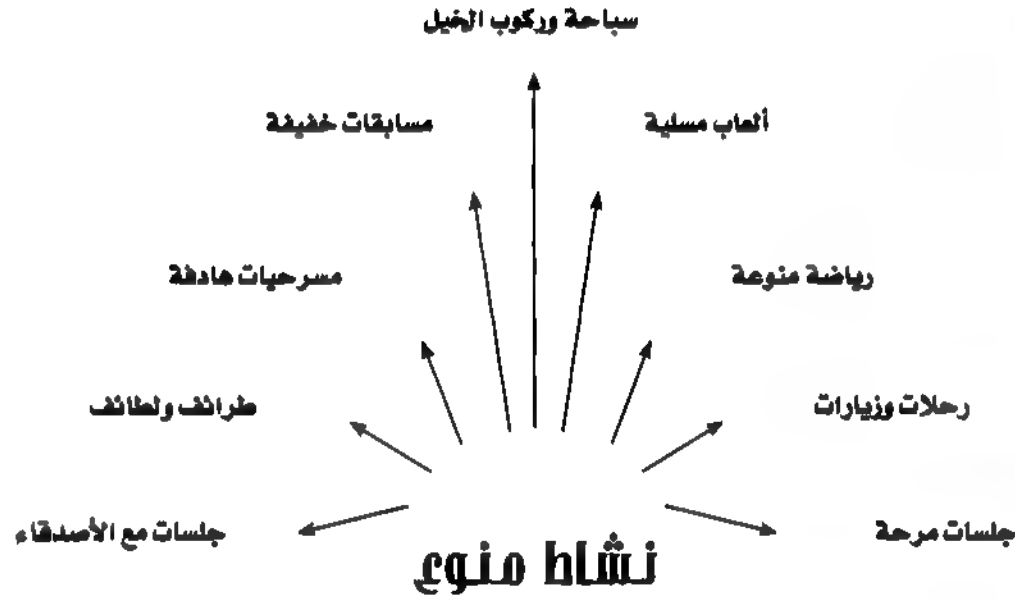 سباحة وركوب الخيل
ألعاب مسلية
مسابقات خفيفة
رياضة منوعة
مسرحيات هادفة
رحلات وزيارات
طرائف ولطائف
جلسات مرحة
جلسات مع الأصدقاء
نشاط منوع